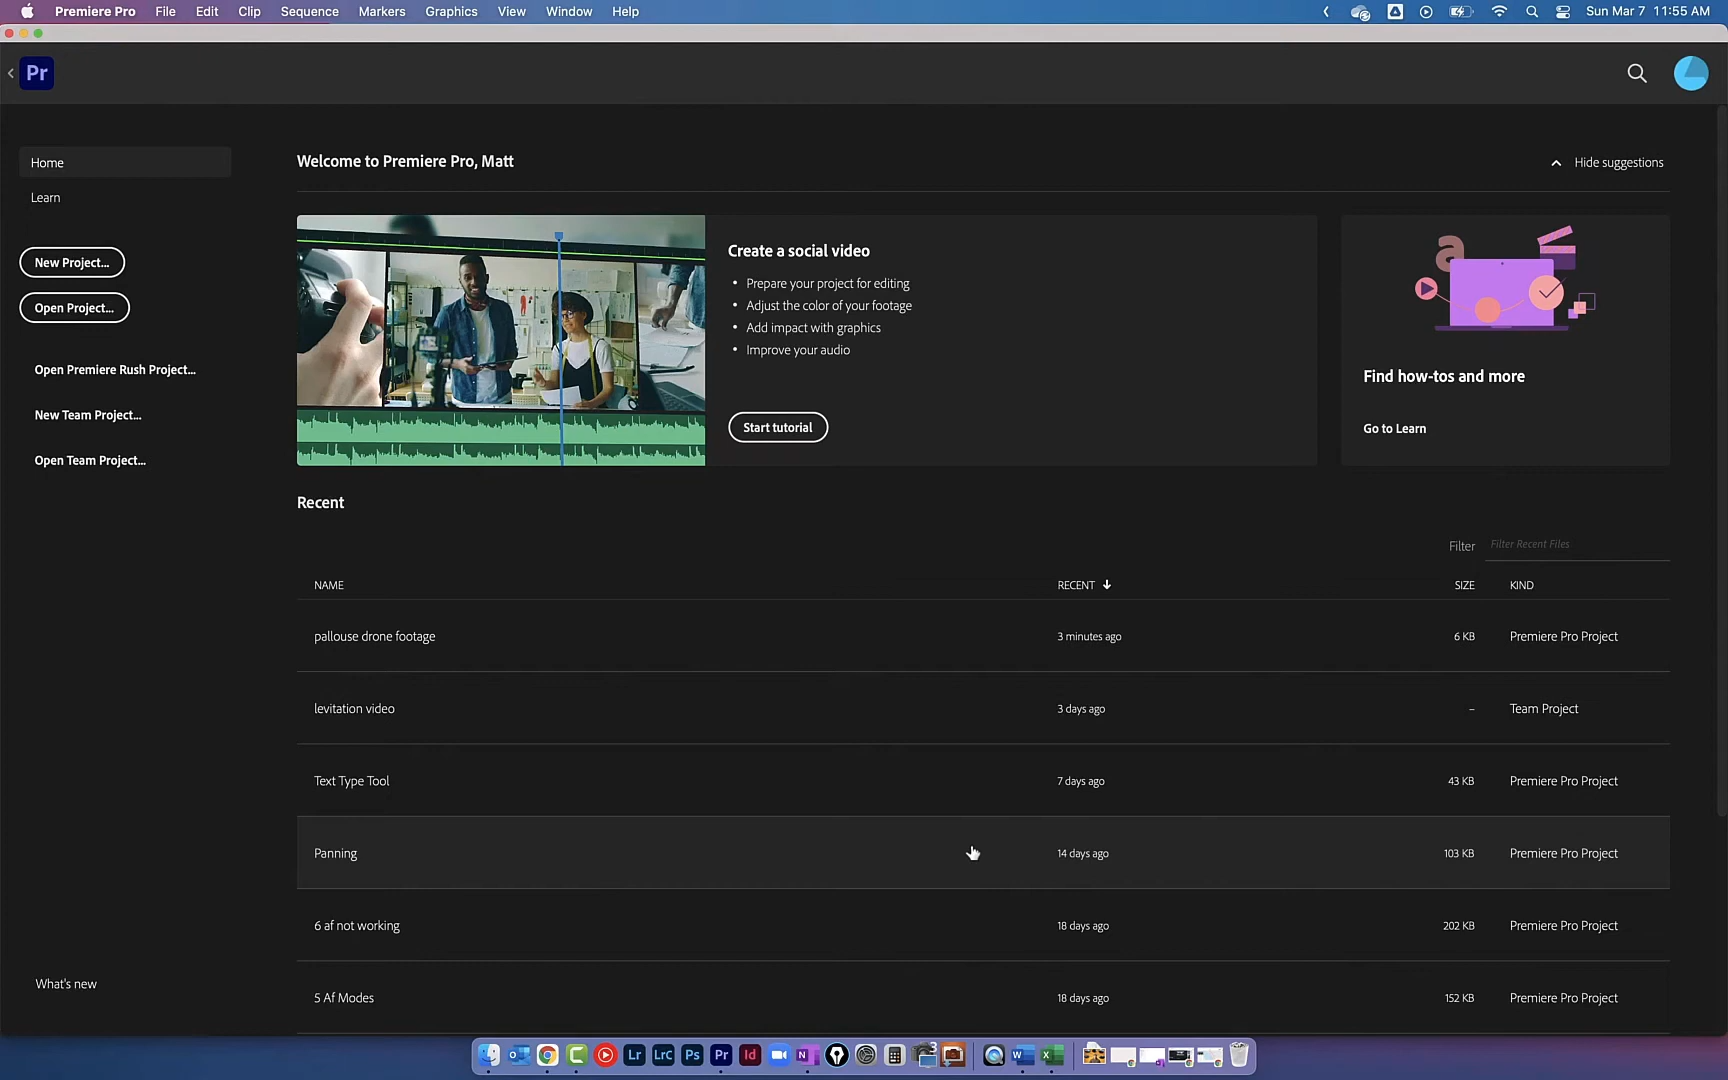 Premiere Pro File Edit Clip Sequence Markers Graphics View Window Help Sun Mar 7 11:55 AM
Pr
Home
Learn
New Project...
Open Project...
Open Premiere Rush Project...
New Team Project...
Open Team Project...
What's new
Welcome to Premiere Pro, Matt
Hide suggestions
Create a social video
• Prepare your project for editing
• Adjust the color of your footage
• Add impact with graphics
• Improve your audio
Start tutorial
a
Find how-tos and more
Go to Learn
Recent
Filter Filter Recent Files
NAME RECENT SIZE KIND
pallouse drone footage 3 minutes ago 6 KB Premiere Pro Project
levitation video 3 days ago – Team Project
Text Type Tool 7 days ago 43 KB Premiere Pro Project
Panning 14 days ago 103 KB Premiere Pro Project
6 af not working 18 days ago 202 KB Premiere Pro Project
5 Af Modes 18 days ago 152 KB Premiere Pro Project
Lr LrC Ps Pr Id N W X